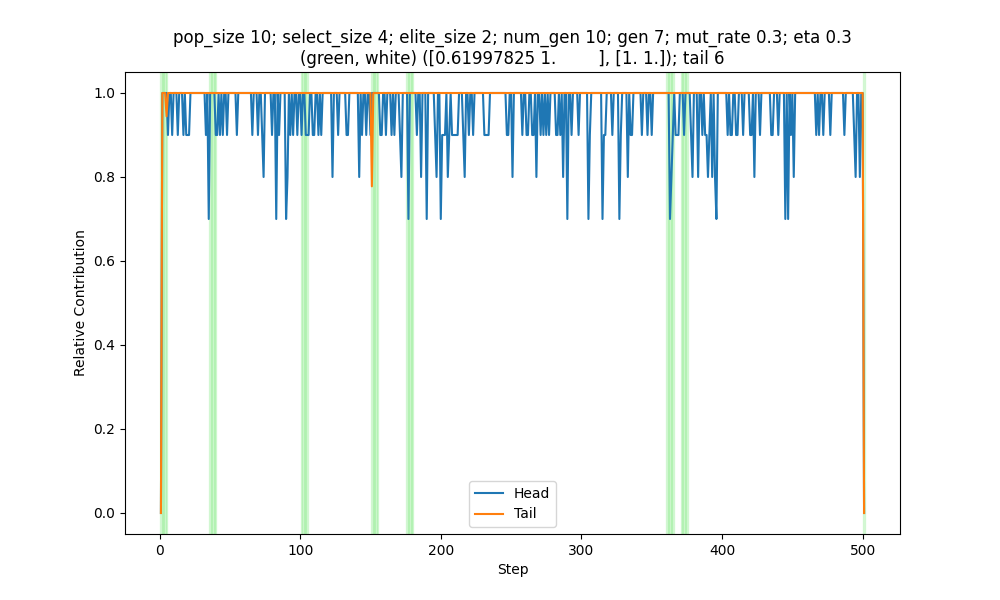 pop_size 10; select_size 4; elite_size 2; num_gen 10; gen 7; mut_rate 0.3; eta 0.3
(green, white) ([0.61997825 1.        ], [1. 1.]); tail 6
1.0
0.8
0.6
0.4
0.2
0.0
Relative Contribution
Head
Tail
0
100
200
300
400
500
Step